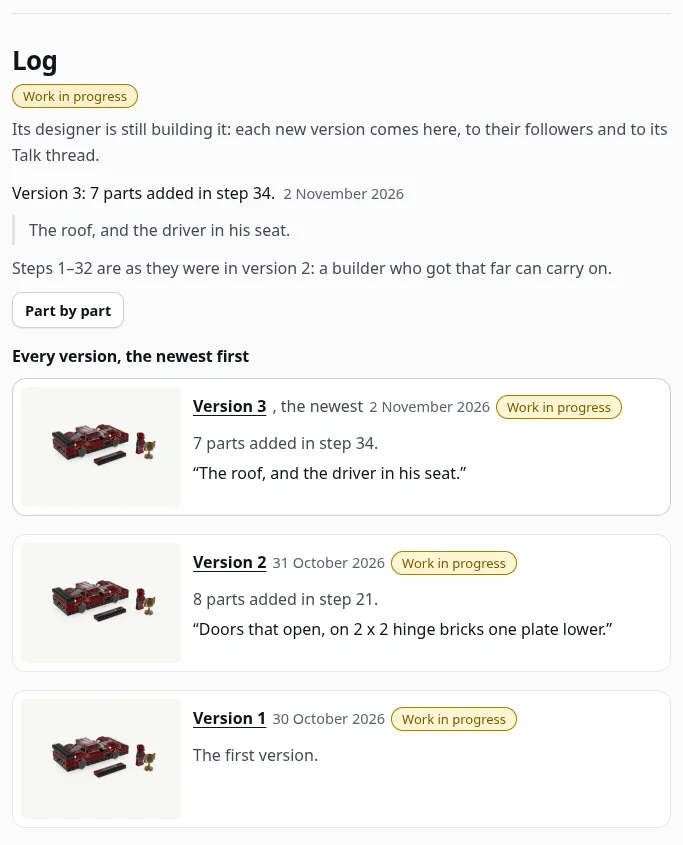 Log
Work in progress
Its designer is still building it: each new version comes here, to their followers and to its
Talk thread.
Version 3: 7 parts added in step 34. 2 November 2026
The roof, and the driver in his seat.
Steps 1–32 are as they were in version 2: a builder who got that far can carry on.
Part by part
Every version, the newest first
Version 3 , the newest 2 November 2026 Work in progress
7 parts added in step 34.
“The roof, and the driver in his seat.”
Version 2 31 October 2026 Work in progress
8 parts added in step 21.
“Doors that open, on 2 x 2 hinge bricks one plate lower.”
Version 1 30 October 2026 Work in progress
The first version.